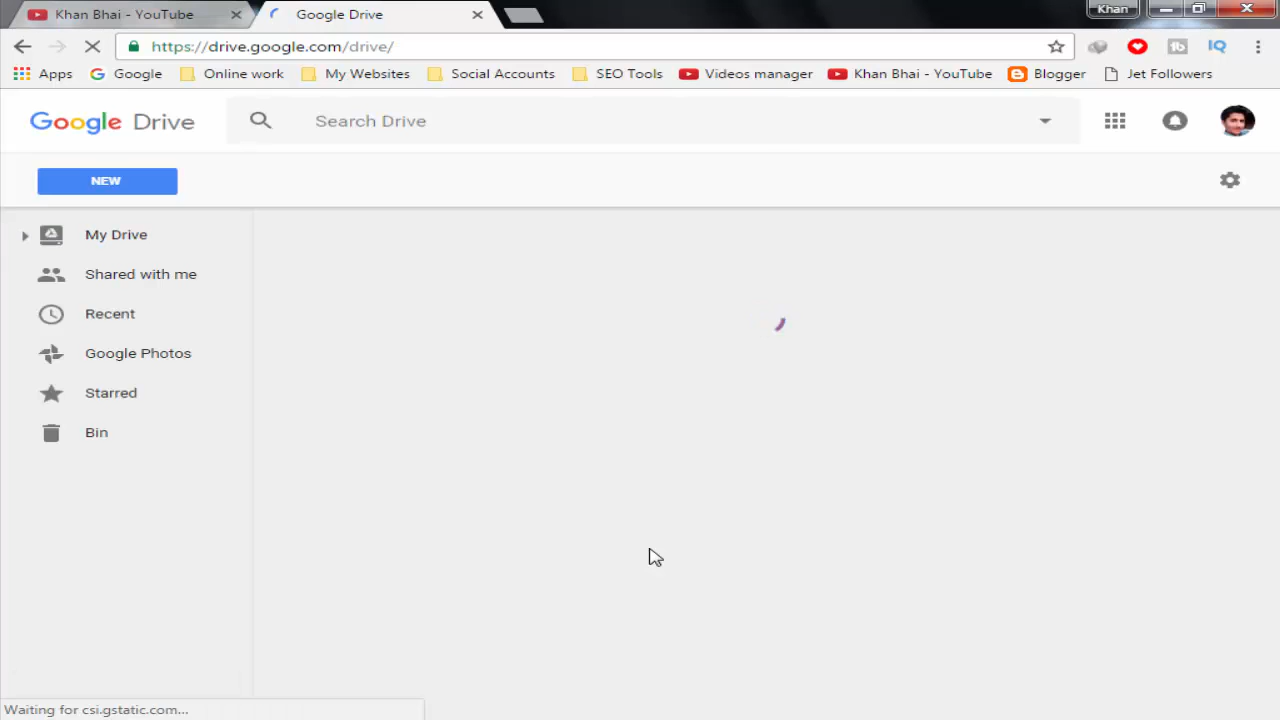 Khan Bhai - YouTube
Google Drive
Khan
https://drive.google.com/drive/
Apps Google Online work My Websites Social Accounts SEO Tools Videos manager Khan Bhai - YouTube Blogger Jet Followers
Google Drive
Search Drive
NEW
My Drive
Shared with me
Recent
Google Photos
Starred
Bin
Waiting for csi.gstatic.com...